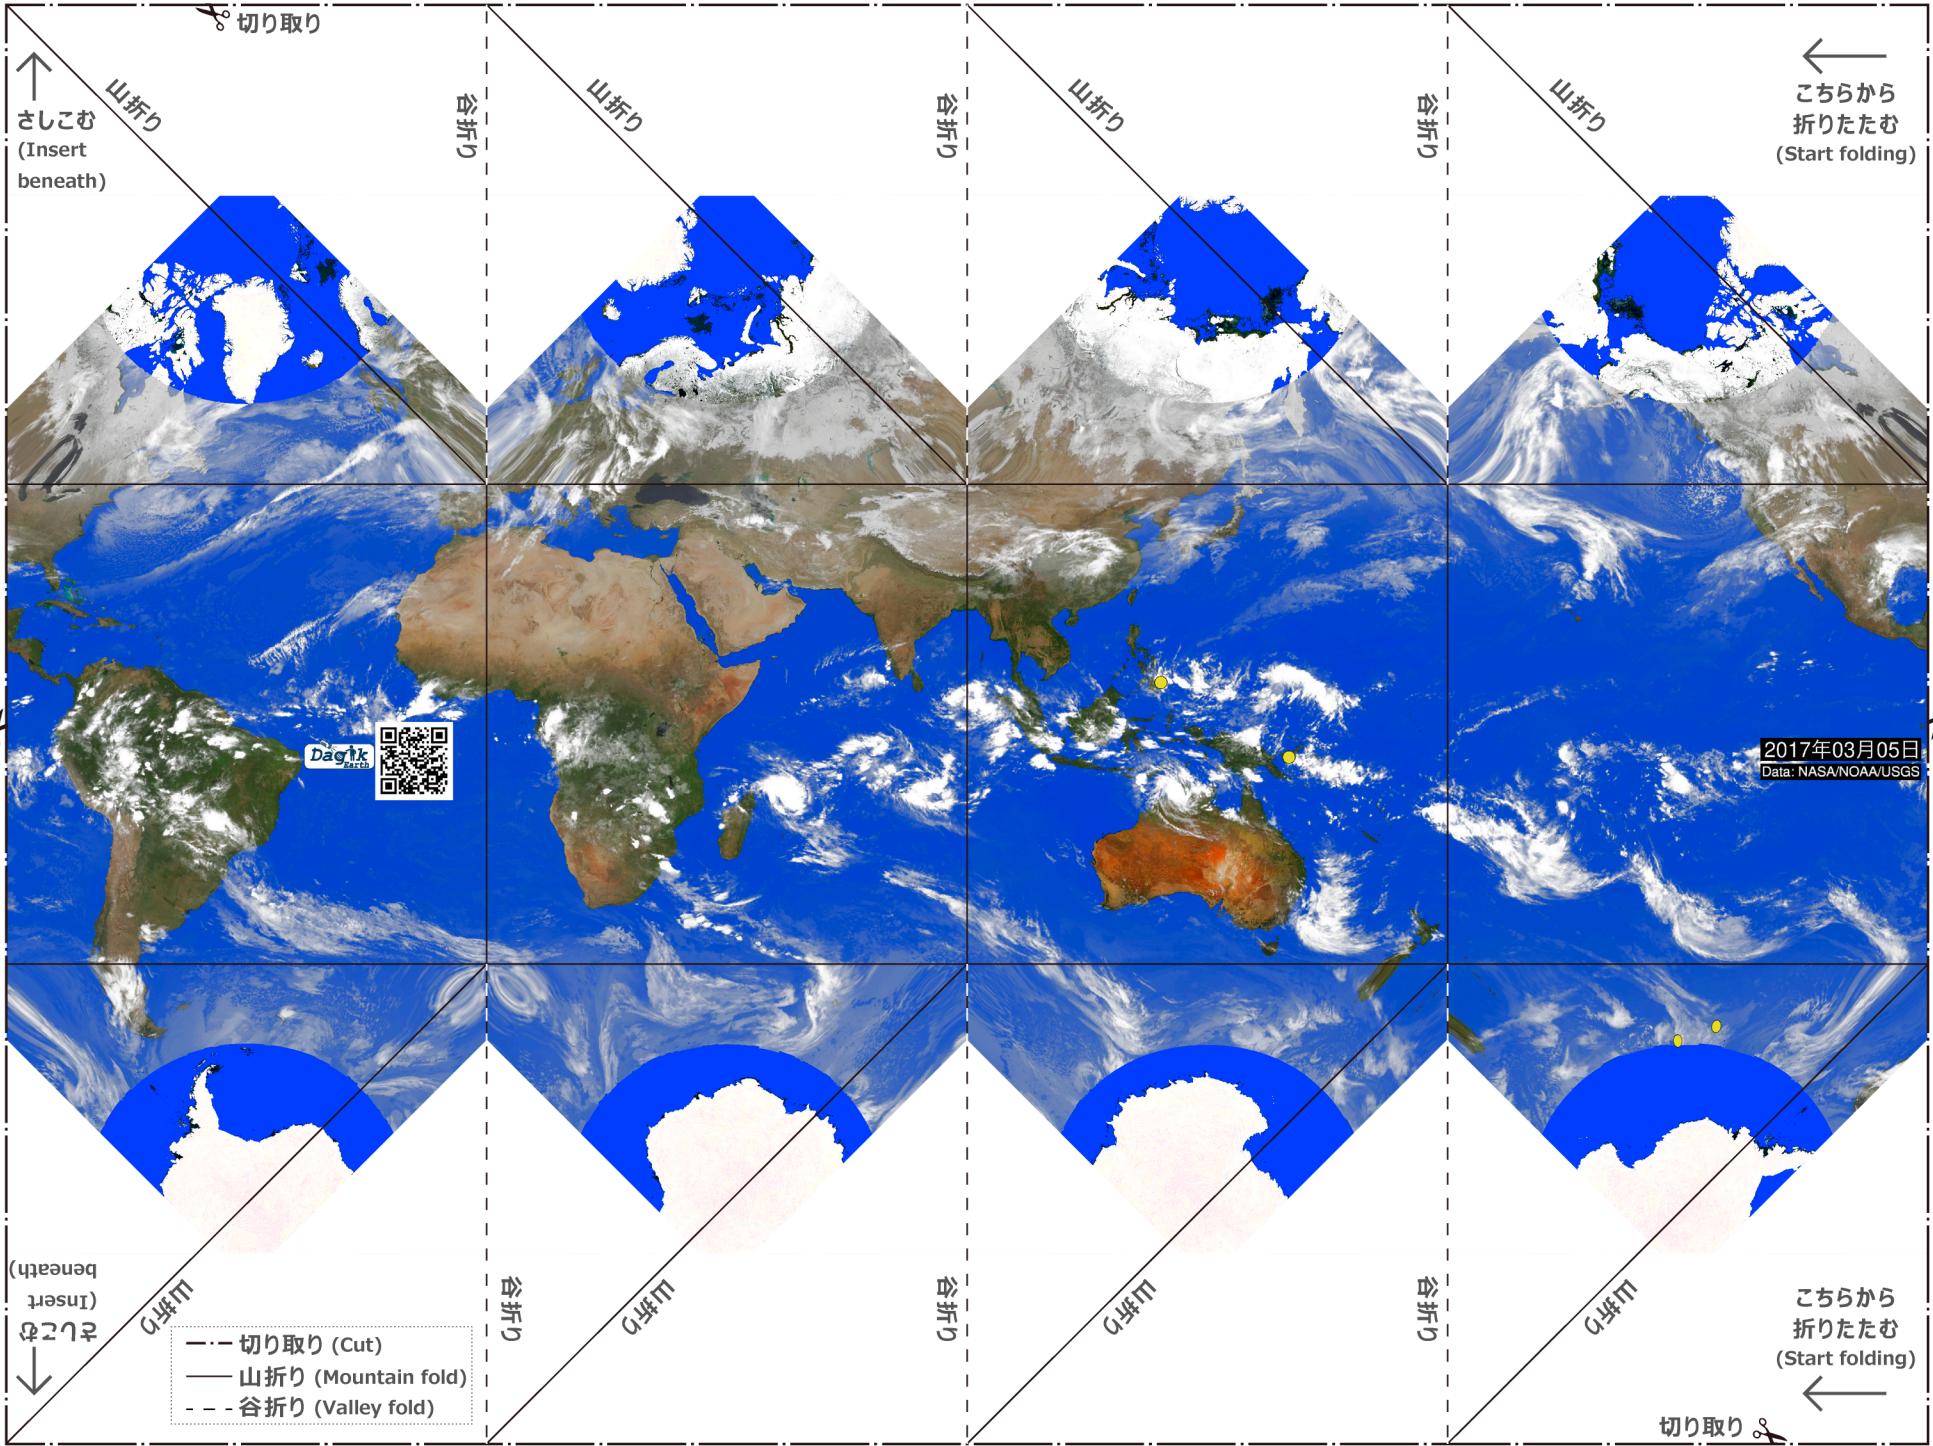 切り取り
山折り
谷折り
山折り
谷折り
山折り
谷折り
山折り
さしこむ
(Insert
beneath)
こちらから
折りたたむ
(Start folding)
Dagik
Earth
2017年03月05日
Data: NASA/NOAA/USGS
さしこむ
(Insert
beneath)
山折り
谷折り
山折り
谷折り
山折り
谷折り
山折り
こちらから
折りたたむ
(Start folding)
切り取り (Cut)
山折り (Mountain fold)
谷折り (Valley fold)
切り取り